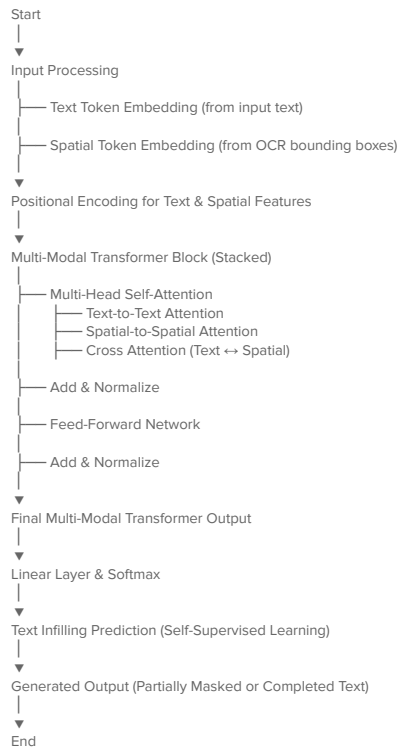 Start
Input Processing
Text Token Embedding (from input text)
Spatial Token Embedding (from OCR bounding boxes)
Positional Encoding for Text & Spatial Features
Multi-Modal Transformer Block (Stacked)
Multi-Head Self-Attention
Text-to-Text Attention
Spatial-to-Spatial Attention
Cross Attention (Text ↔ Spatial)
Add & Normalize
Feed-Forward Network
Add & Normalize
Final Multi-Modal Transformer Output
Linear Layer & Softmax
Text Infilling Prediction (Self-Supervised Learning)
Generated Output (Partially Masked or Completed Text)
End